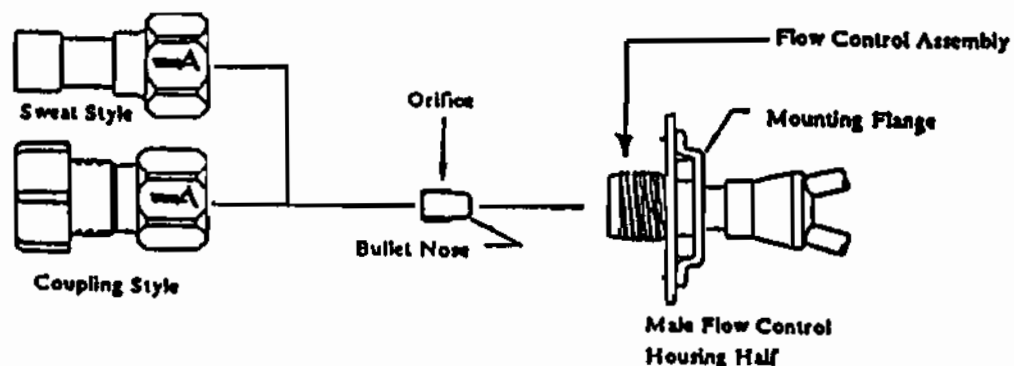 Sweat Style
Coupling Style
Orifice
Bullet Nose
Flow Control Assembly
Mounting Flange
Male Flow Control
Housing Half